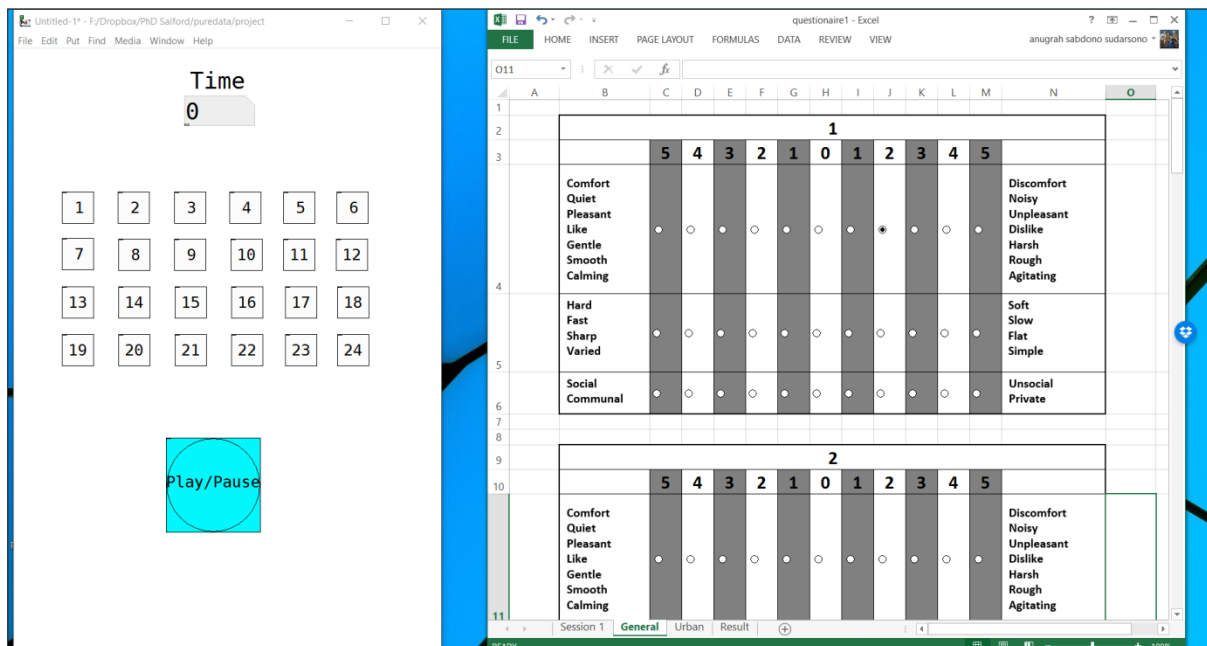 Untitled-1* - F:/Dropbox/PhD Salford/puredata/project
File Edit Put Find Media Window Help
Time
0
1 2 3 4 5 6
7 8 9 10 11 12
13 14 15 16 17 18
19 20 21 22 23 24
Play/Pause
questionaire1 - Excel
FILE HOME INSERT PAGE LAYOUT FORMULAS DATA REVIEW VIEW anugrah sabdono sudarsono
O11 fx
A B C D E F G H I J K L M N O
1
2 1
3 5 4 3 2 1 0 1 2 3 4 5
Comfort Discomfort
Quiet Noisy
Pleasant Unpleasant
Like Dislike
Gentle Harsh
Smooth Rough
Calming Agitating
4
Hard Soft
Fast Slow
Sharp Flat
Varied Simple
5
Social Unsocial
Communal Private
6
7
8
9 2
10 5 4 3 2 1 0 1 2 3 4 5
Comfort Discomfort
Quiet Noisy
Pleasant Unpleasant
Like Dislike
Gentle Harsh
Smooth Rough
Calming Agitating
11
Session 1 General Urban Result